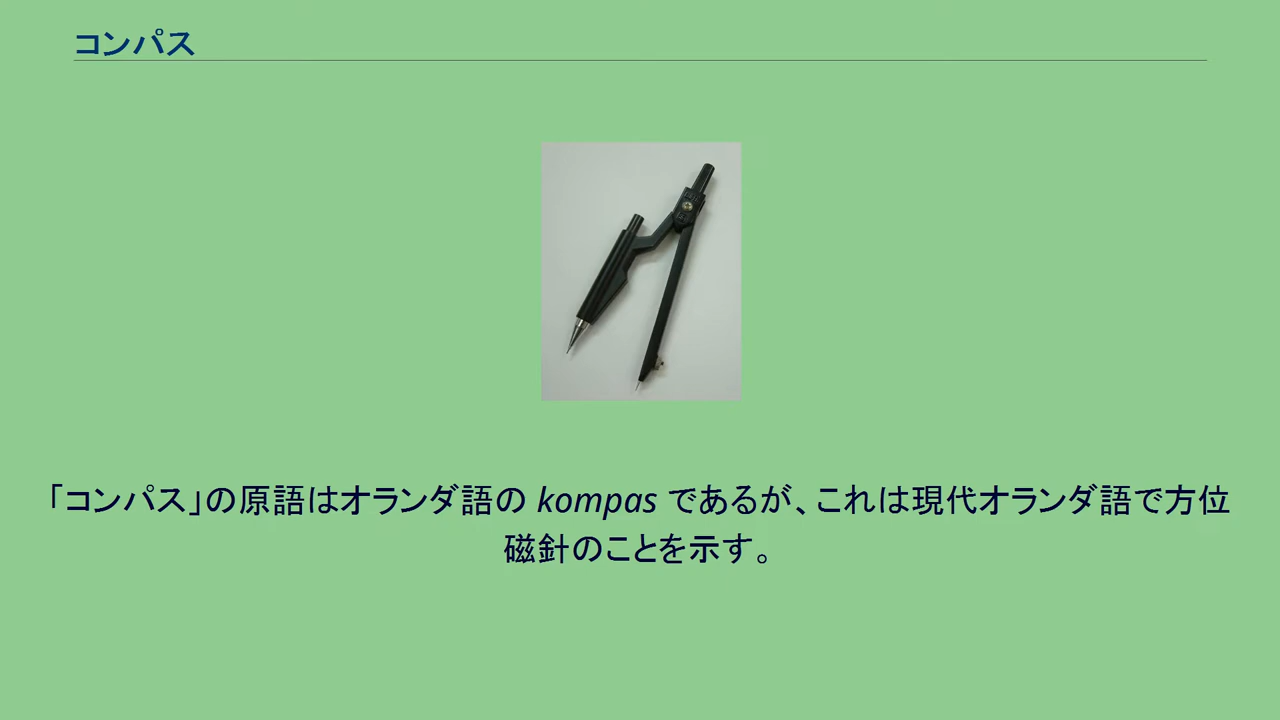 コンパス
「コンパス」の原語はオランダ語の kompas であるが、これは現代オランダ語で方位
磁針のことを示す。